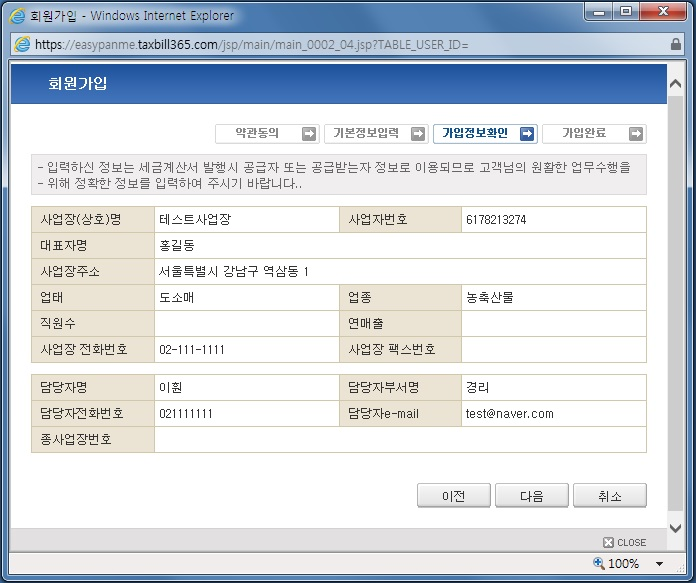 회원가입 - Windows Internet Explorer
https://easypanme.taxbill365.com/jsp/main/main_0002_04.jsp?TABLE_USER_ID=
회원가입
약관동의 기본정보입력 가입정보확인 가입완료
- 입력하신 정보는 세금계산서 발행시 공급자 또는 공급받는자 정보로 이용되므로 고객님의 원활한 업무수행을
- 위해 정확한 정보를 입력하여 주시기 바랍니다..
사업장(상호)명 테스트사업장 사업자번호 6178213274
대표자명 홍길동
사업장주소 서울특별시 강남구 역삼동 1
업태 도소매 업종 농축산물
직원수 연매출
사업장 전화번호 02-111-1111 사업장 팩스번호
담당자명 이훤 담당자부서명 경리
담당자전화번호 021111111 담당자e-mail test@naver.com
종사업장번호
이전 다음 취소
CLOSE
100%